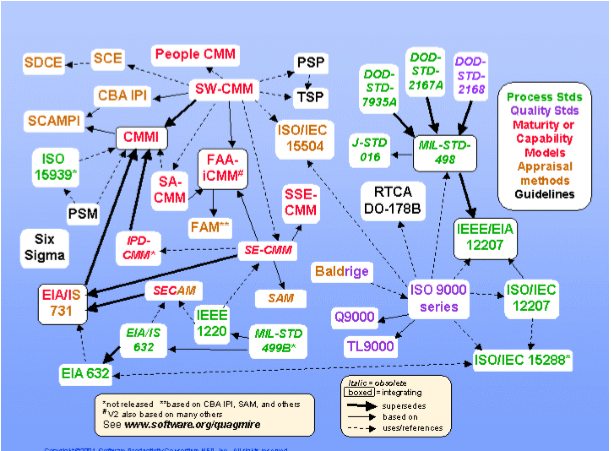 People CMM
SDCE
SCE
PSP
SW-CMM
CBA IPI
TSP
SCAMPI
CMMI
ISO/IEC
15504
DOD-
STD-
7935A
DOD-
STD-
2167A
DOD-
STD-
2168
J-STD
016
MIL-STD-
498
Process Stds
Quality Stds
Maturity or
Capability
Models
Appraisal
methods
Guidelines
ISO
15939*
PSM
SA-
CMM
FAA-
iCMM#
FAM**
SSE-
CMM
RTCA
DO-178B
IEEE/EIA
12207
Six
Sigma
IPD-
CMM*
SE-CMM
Baldrige
ISO 9000
series
ISO/IEC
12207
EIA/IS
731
SECAM
SAM
EIA/IS
632
IEEE
1220
MIL-STD
499B*
Q9000
TL9000
EIA 632
ISO/IEC 15288*
*not released **based on CBA IPI, SAM, and others
#V2 also based on many others
See www.software.org/quagmire
Italic = obsolete
boxed = integrating
supersedes
based on
uses/references